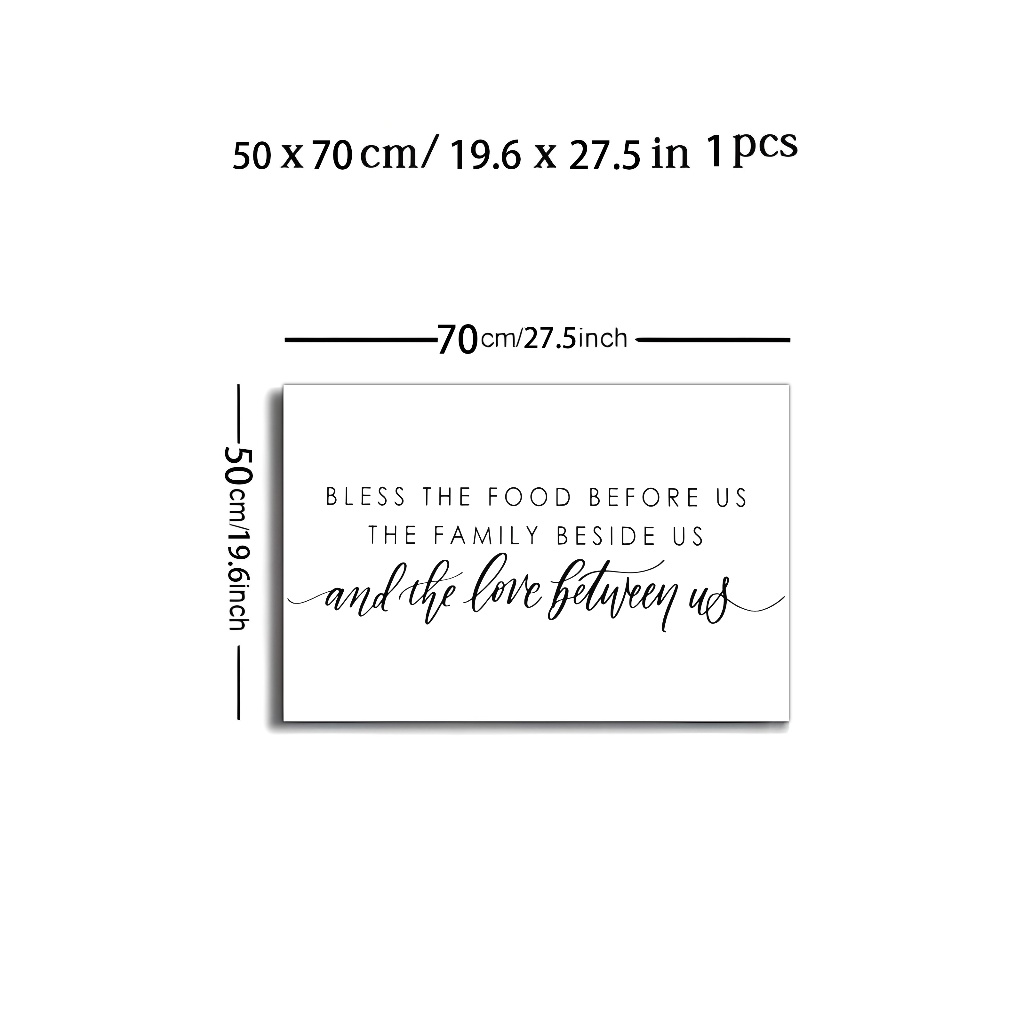 50 x 70 cm/ 19.6 x 27.5 in 1 pcs
70cm/27.5inch
50cm/19.6inch
BLESS THE FOOD BEFORE US
THE FAMILY BESIDE US
and the love between us